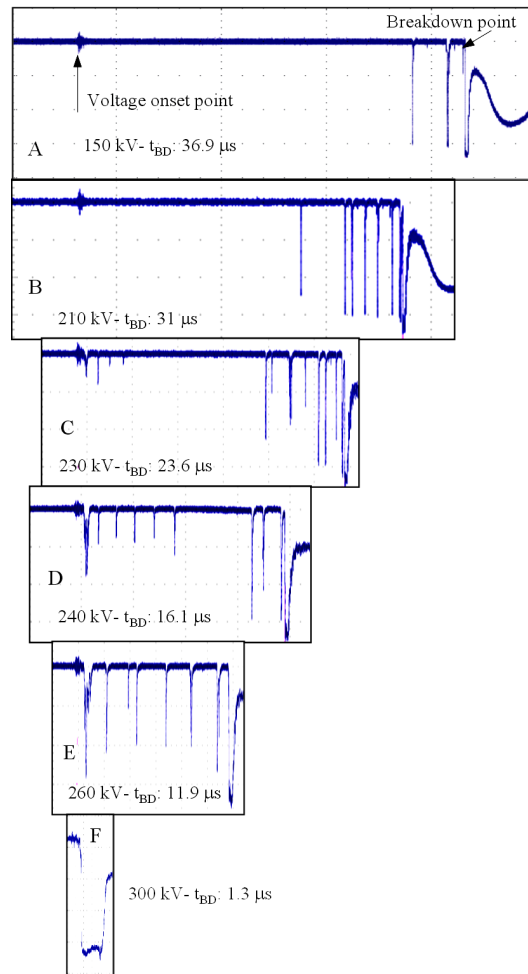 Breakdown point
Voltage onset point
A
150 kV- tBD: 36.9 μs
B
210 kV- tBD: 31 μs
C
230 kV- tBD: 23.6 μs
D
240 kV- tBD: 16.1 μs
E
260 kV- tBD: 11.9 μs
F
300 kV- tBD: 1.3 μs